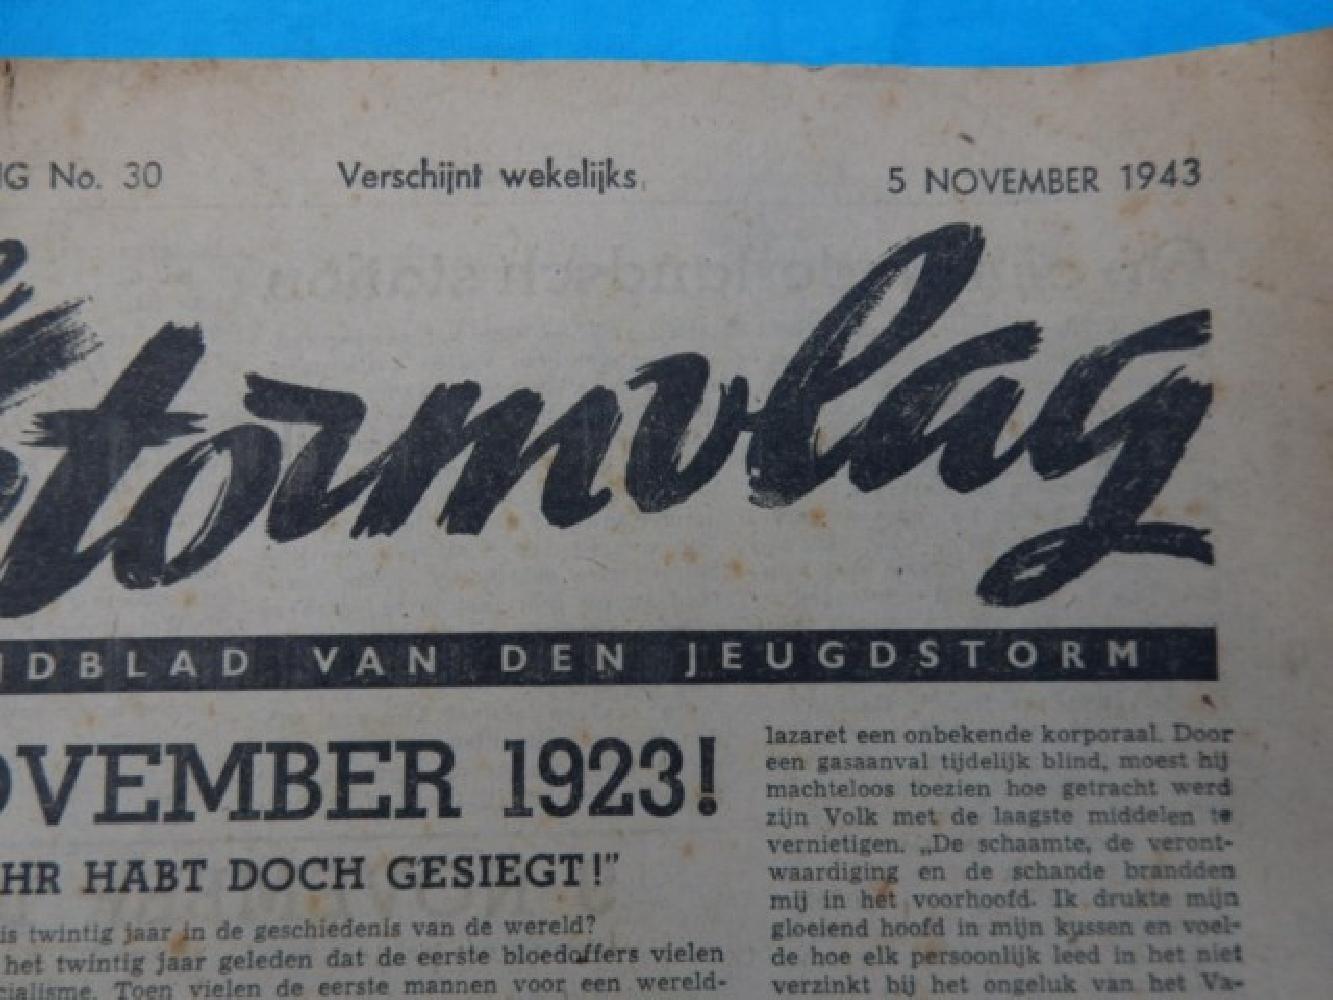 NG No. 30
Verschijnt wekelijks
5 NOVEMBER 1943
Stormvlag
NDBLAD VAN DEN JEUGDSTORM
OVEMBER 1923!
IHR HABT DOCH GESIEGT!”
is twintig jaar in de geschiedenis van de wereld?
het twintig jaar geleden dat de eerste bloedoffers vielen
cialisme. Toen vielen de eerste mannen voor een wereld-
lazaret een onbekende korporaal. Door
een gasaanval tijdelijk blind, moest hij
machteloos toezien hoe getracht werd
zijn Volk met de laagste middelen te
vernietigen. „De schaamte, de veront-
waardiging en de schande brandden
mij in het voorhoofd. Ik drukte mijn
gloeiend hoofd in mijn kussen en voel-
de hoe elk persoonlijk leed in het niet
verzinkt bij het ongeluk van het Va-